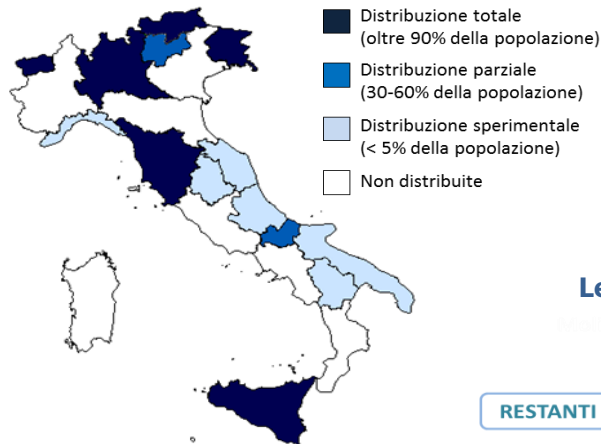 Distribuzione totale
(oltre 90% della popolazione)
Distribuzione parziale
(30-60% della popolazione)
Distribuzione sperimentale
(< 5% della popolazione)
Non distribuite
Le
RESTANTI